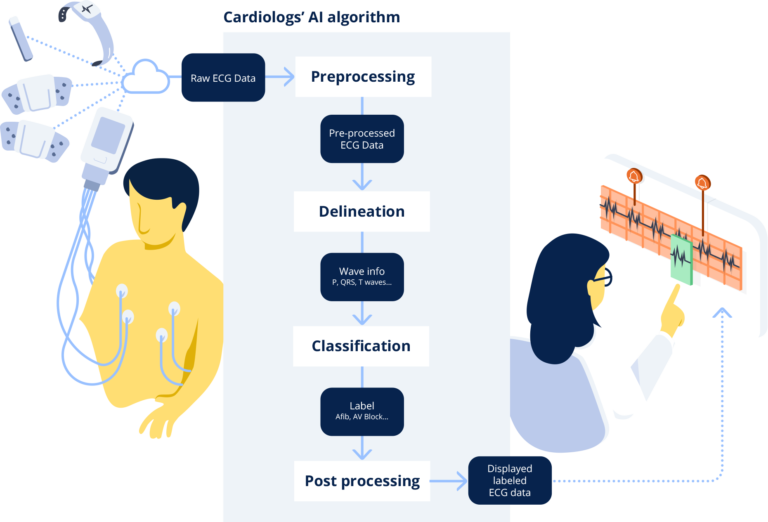 Cardiologs’ AI algorithm
Raw ECG Data
Preprocessing
Pre-processed
ECG Data
Delineation
Wave info
P, QRS, T waves...
Classification
Label
Afib, AV Block...
Post processing
Displayed
labeled
ECG data